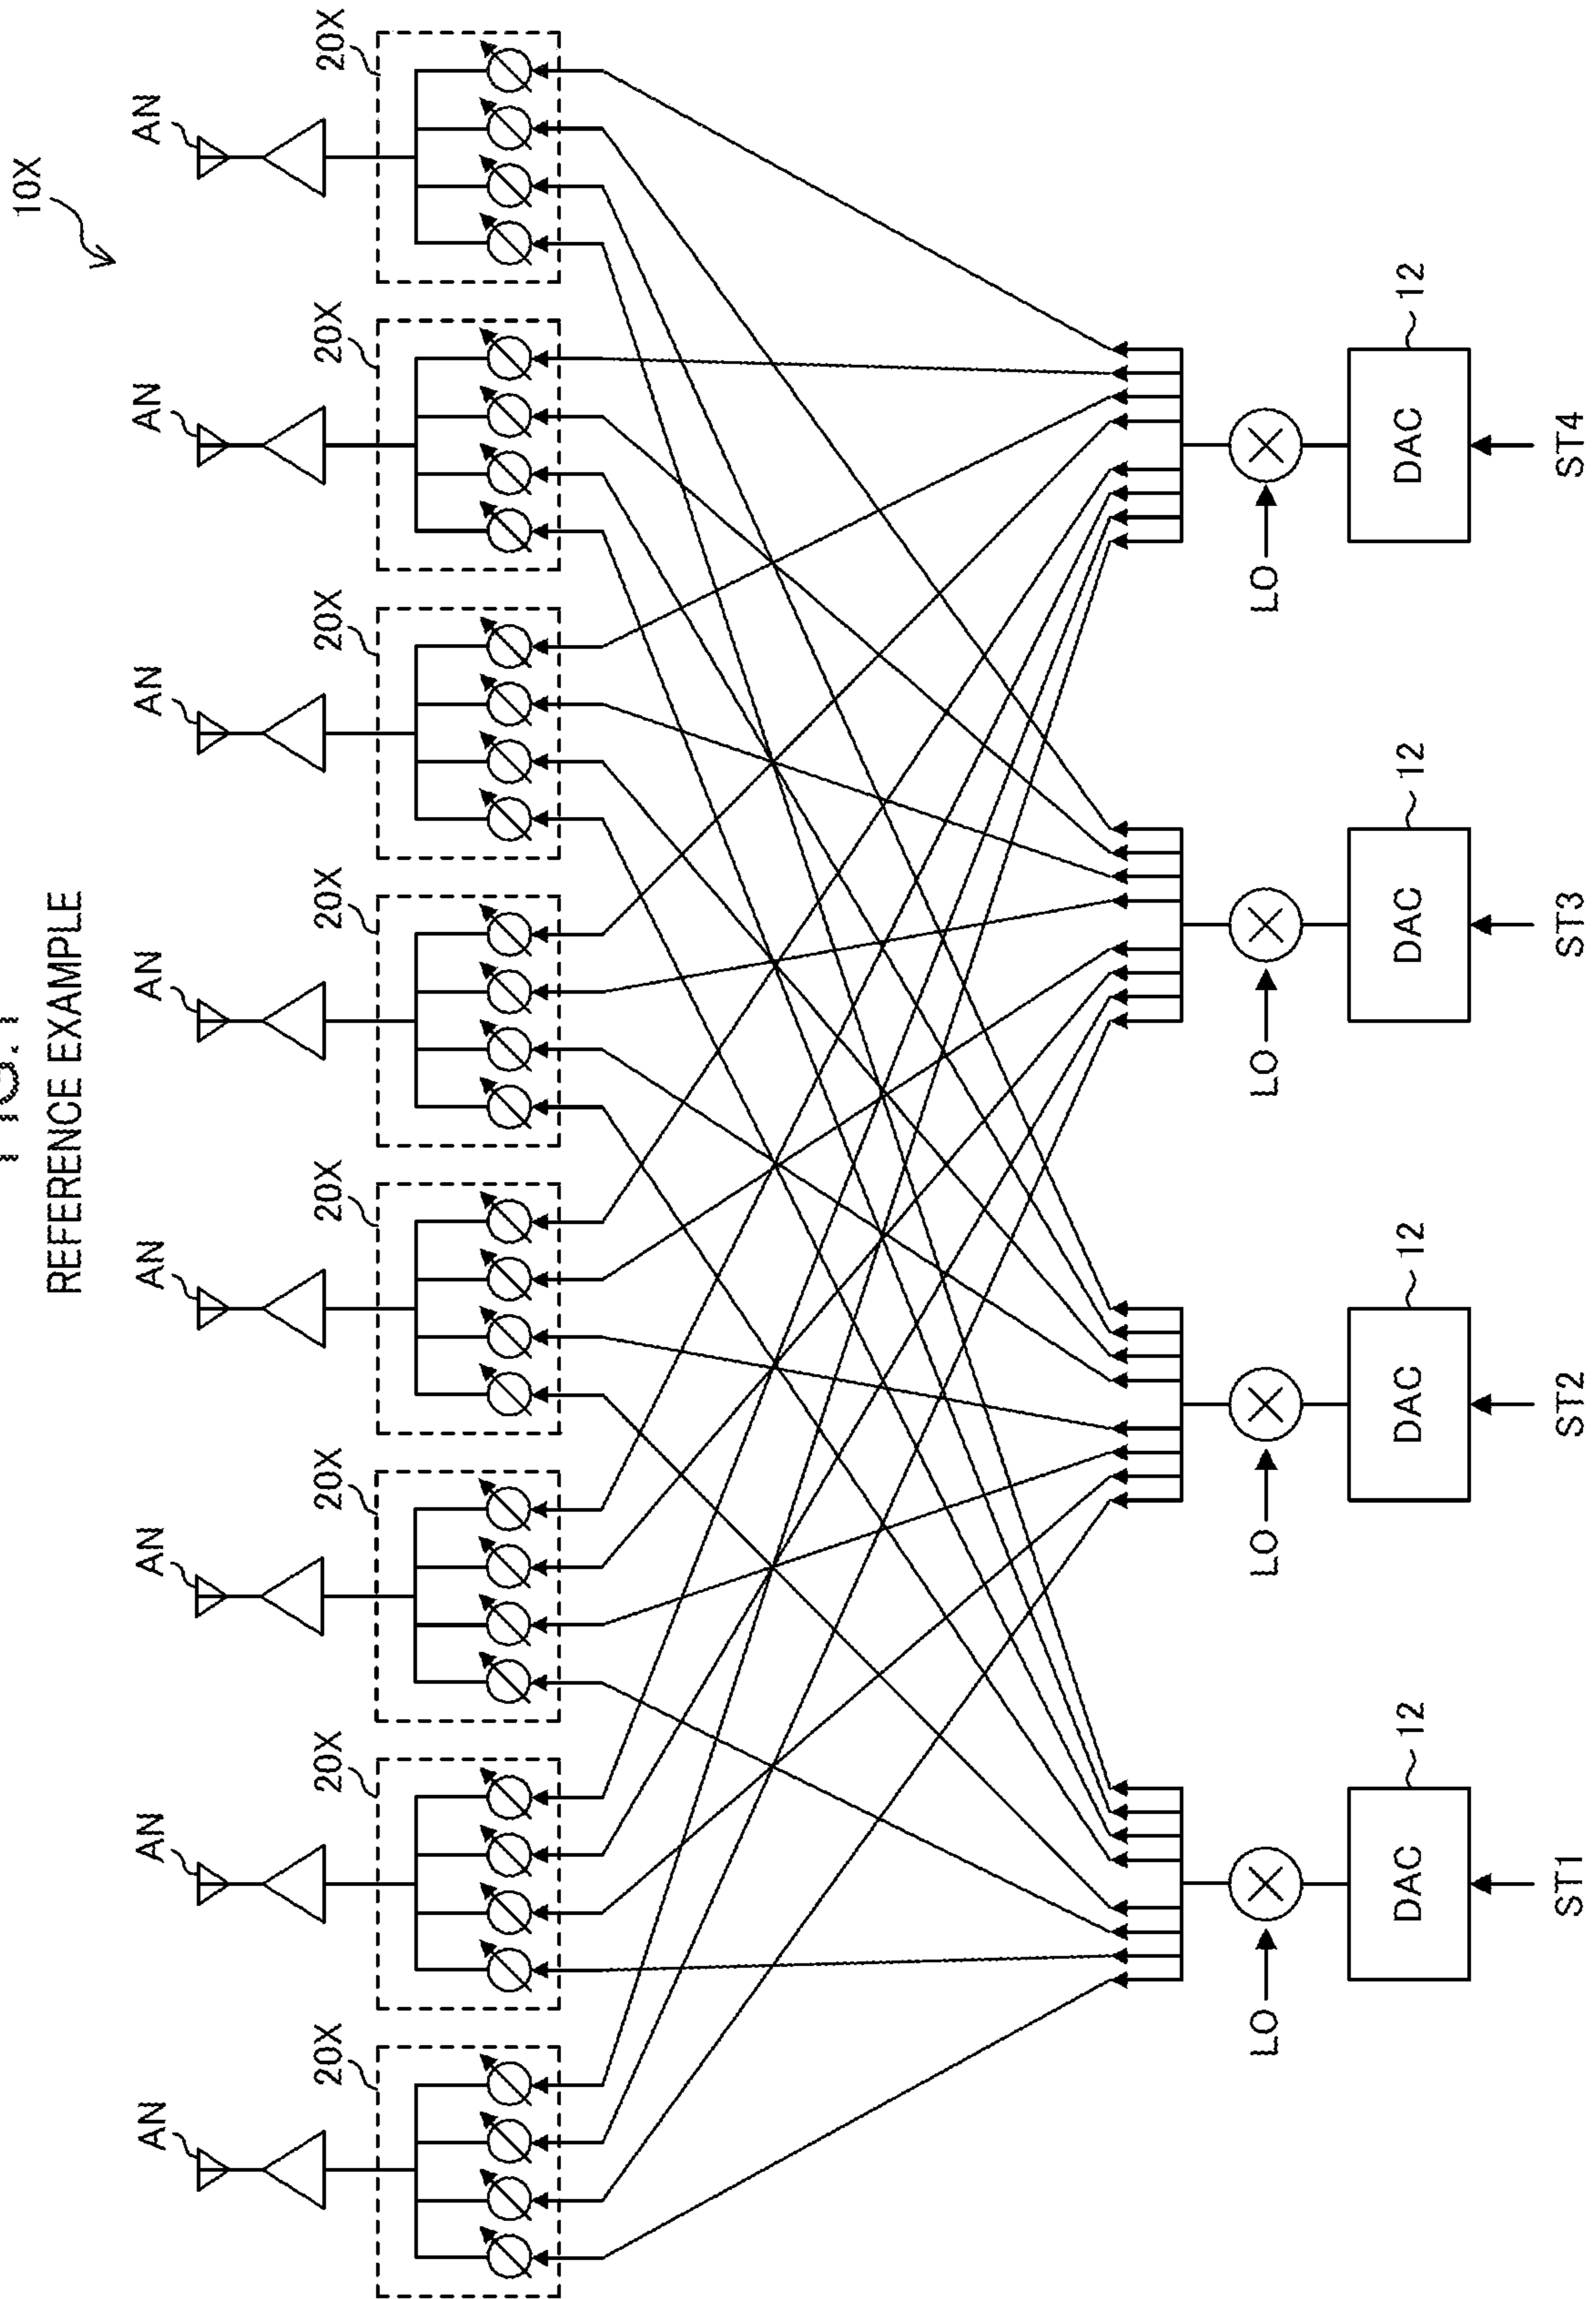 REFERENCE EXAMPLE
10X
AN
AN
AN
AN
AN
AN
AN
AN
20X
20X
20X
20X
20X
20X
20X
20X
LO
LO
LO
LO
12
12
12
12
DAC
DAC
DAC
DAC
ST1
ST2
ST3
ST4